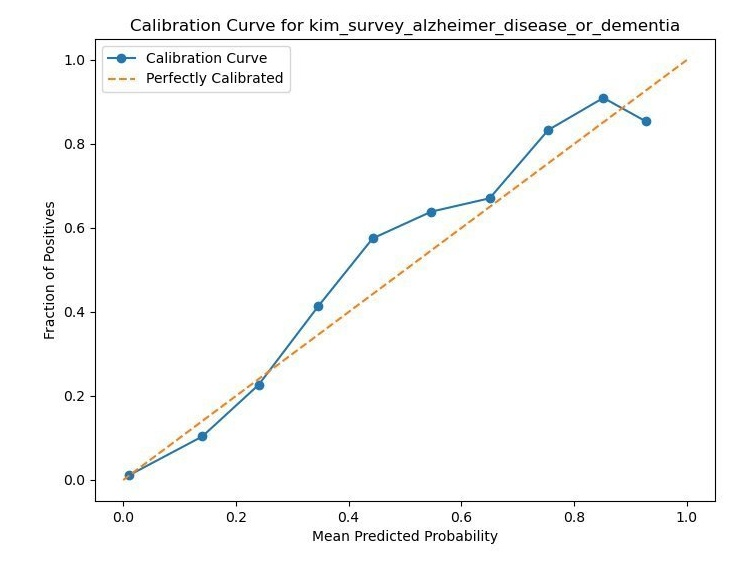 Calibration Curve for kim_survey_alzheimer_disease_or_dementia
Calibration Curve
Perfectly Calibrated
1.0
0.8
0.6
0.4
0.2
0.0
Fraction of Positives
0.0 0.2 0.4 0.6 0.8 1.0
Mean Predicted Probability